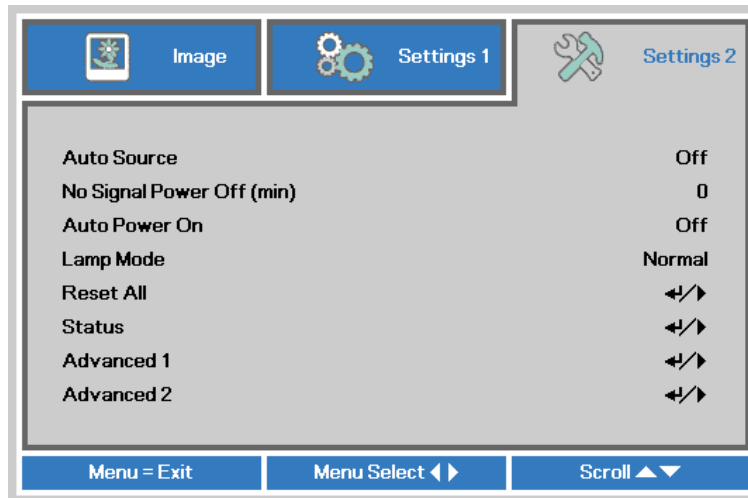 Image Settings 1 Settings 2
Auto Source Off
No Signal Power Off (min) 0
Auto Power On Off
Lamp Mode Normal
Reset All ↵/▶
Status ↵/▶
Advanced 1 ↵/▶
Advanced 2 ↵/▶
Menu = Exit Menu Select ◀▶ Scroll ▲▼